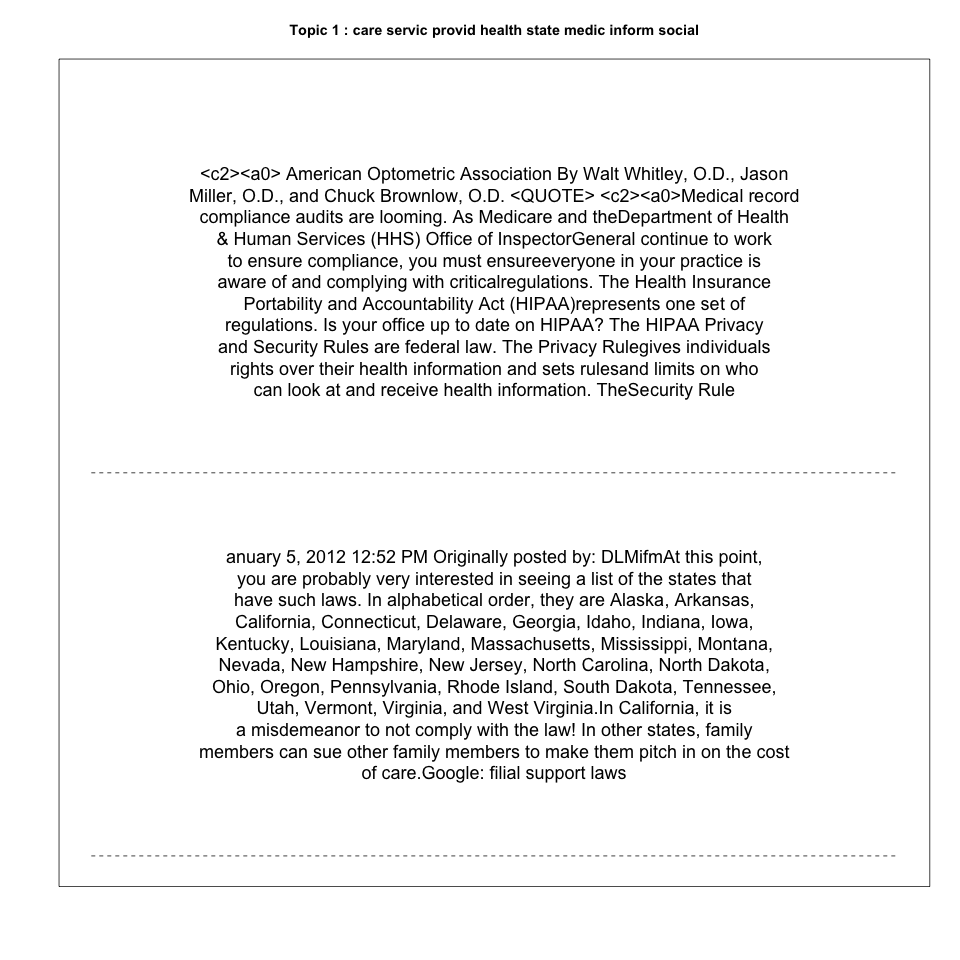 Topic 1 : care servic provid health state medic inform social
<c2><a0> American Optometric Association By Walt Whitley, O.D., Jason
Miller, O.D., and Chuck Brownlow, O.D. <QUOTE> <c2><a0>Medical record
compliance audits are looming. As Medicare and theDepartment of Health
& Human Services (HHS) Office of InspectorGeneral continue to work
to ensure compliance, you must ensureeveryone in your practice is
aware of and complying with criticalregulations. The Health Insurance
Portability and Accountability Act (HIPAA)represents one set of
regulations. Is your office up to date on HIPAA? The HIPAA Privacy
and Security Rules are federal law. The Privacy Rulegives individuals
rights over their health information and sets rulesand limits on who
can look at and receive health information. TheSecurity Rule
anuary 5, 2012 12:52 PM Originally posted by: DLMifmAt this point,
you are probably very interested in seeing a list of the states that
have such laws. In alphabetical order, they are Alaska, Arkansas,
California, Connecticut, Delaware, Georgia, Idaho, Indiana, Iowa,
Kentucky, Louisiana, Maryland, Massachusetts, Mississippi, Montana,
Nevada, New Hampshire, New Jersey, North Carolina, North Dakota,
Ohio, Oregon, Pennsylvania, Rhode Island, South Dakota, Tennessee,
Utah, Vermont, Virginia, and West Virginia.In California, it is
a misdemeanor to not comply with the law! In other states, family
members can sue other family members to make them pitch in on the cost
of care.Google: filial support laws